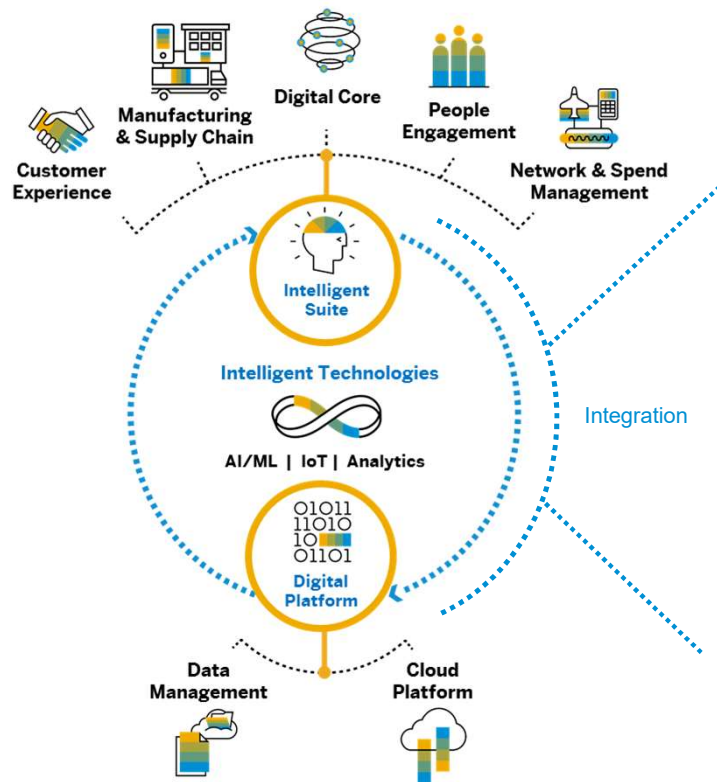 Digital Core
Manufacturing
& Supply Chain
People
Engagement
Customer
Experience
Network & Spend
Management
Intelligent
Suite
Intelligent Technologies
AI/ML | IoT | Analytics
Integration
01011
11010
10
01101
Digital
Platform
Data
Management
Cloud
Platform